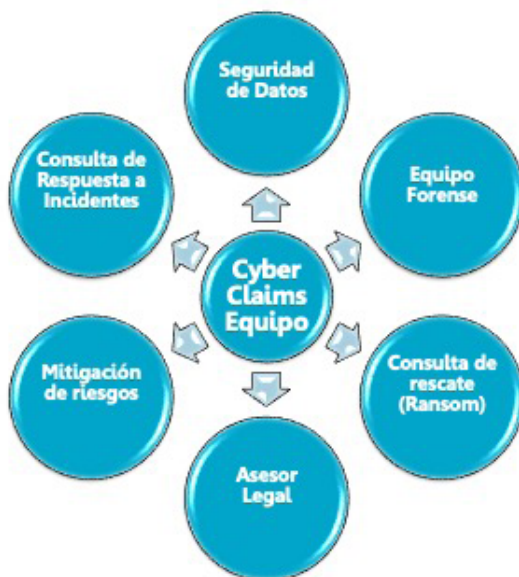 Seguridad
de Datos
Equipo
Forense
Consulta de
rescate
(Ransom)
Asesor
Legal
Mitigación
de riesgos
Consulta de
Respuesta a
Incidentes
Cyber
Claims
Equipo